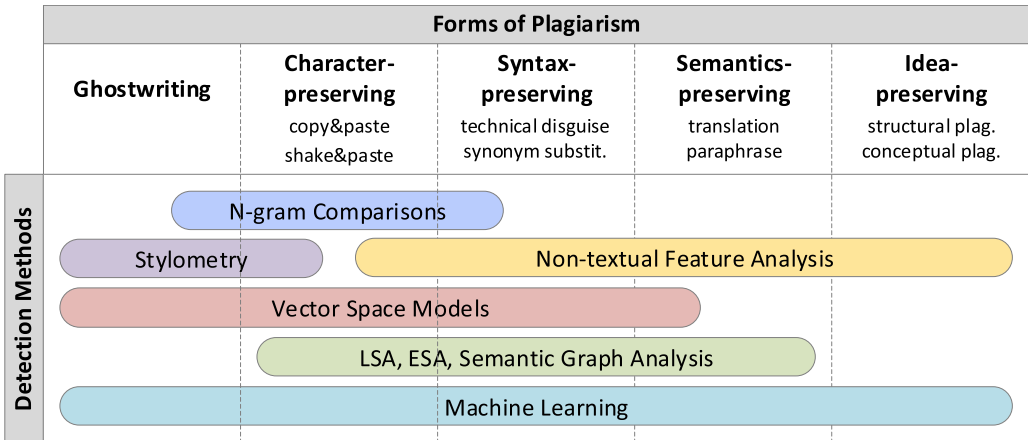 Forms of Plagiarism
Ghostwriting
Character-
preserving
copy&paste
shake&paste
Syntax-
preserving
technical disguise
synonym substit.
Semantics-
preserving
translation
paraphrase
Idea-
preserving
structural plag.
conceptual plag.
Detection Methods
N-gram Comparisons
Stylometry
Non-textual Feature Analysis
Vector Space Models
LSA, ESA, Semantic Graph Analysis
Machine Learning